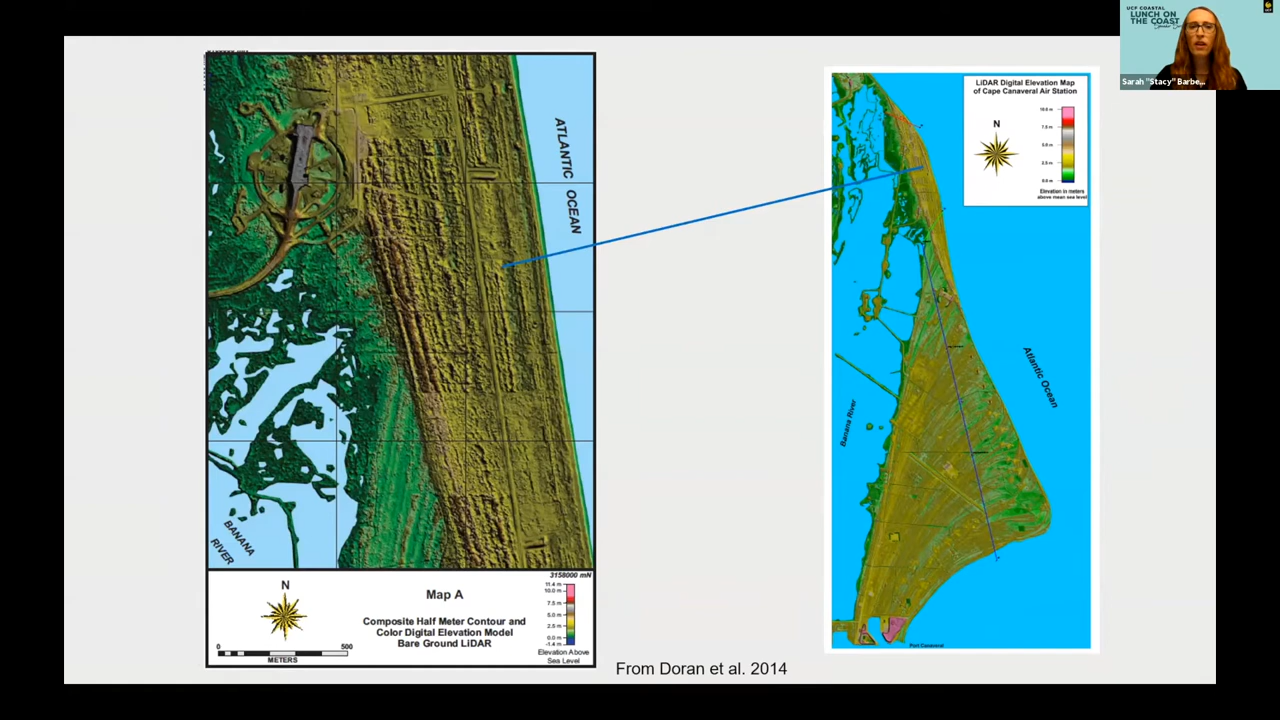 UCF COASTAL
LUNCH ON
THE COAST
Sarah "Stacy" Barbe...
ATLANTIC OCEAN
BANANA
RIVER
3158000 mN
N
0 500
METERS
Map A
Composite Half Meter Contour and
Color Digital Elevation Model
Bare Ground LiDAR
11.4 m
10.0 m
7.5 m
5.0 m
2.5 m
0.0 m
-1.4 m
Elevation Above
Sea Level
LiDAR Digital Elevation Map
of Cape Canaveral Air Station
N
10.0 m
7.5 m
5.0 m
2.5 m
0.0 m
Elevation in meters
above mean sea level
Atlantic Ocean
Banana River
Port Canaveral
From Doran et al. 2014